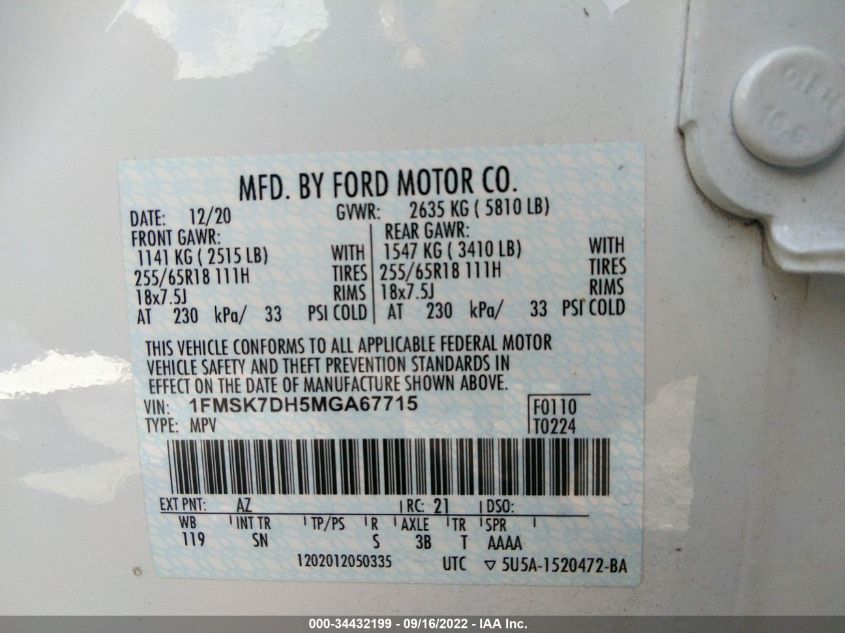 MFD. BY FORD MOTOR CO.
DATE: 12/20 GVWR: 2635 KG ( 5810 LB)
FRONT GAWR: REAR GAWR:
1141 KG ( 2515 LB) WITH 1547 KG ( 3410 LB) WITH
255/65R18 111H TIRES 255/65R18 111H TIRES
18x7.5J RIMS 18x7.5J RIMS
AT 230 kPa/ 33 PSI COLD AT 230 kPa/ 33 PSI COLD
THIS VEHICLE CONFORMS TO ALL APPLICABLE FEDERAL MOTOR
VEHICLE SAFETY AND THEFT PREVENTION STANDARDS IN
EFFECT ON THE DATE OF MANUFACTURE SHOWN ABOVE.
VIN: 1FMSK7DH5MGA67715 F0110
TYPE: MPV T0224
EXT PNT: AZ RC: 21 DSO:
WB INT TR TP/PS R AXLE TR SPR
119 SN S 3B T AAAA
1202012050335 UTC ▽ 5U5A-1520472-BA
10.8
000-34432199 - 09/16/2022 - IAA Inc.